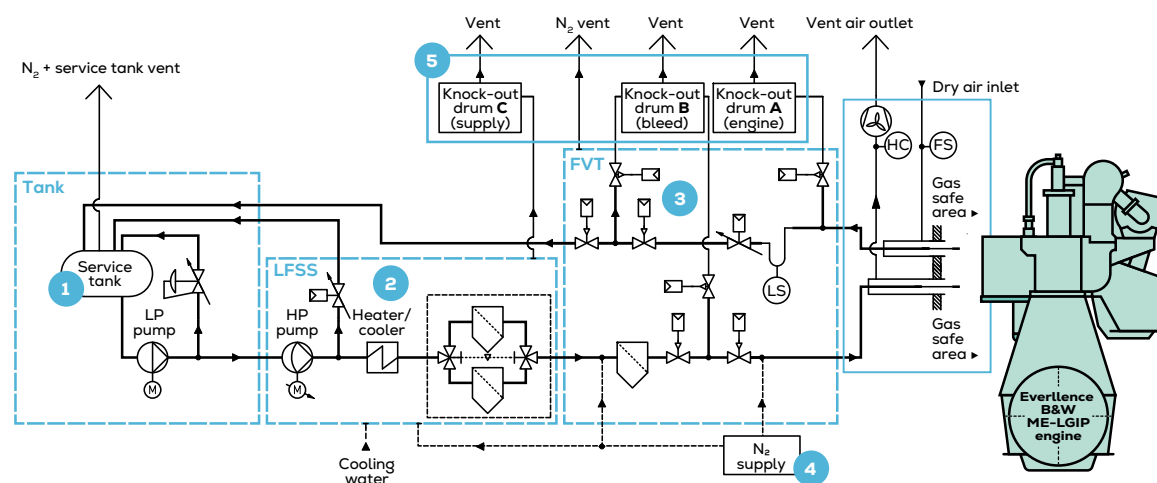 Vent
N₂ vent
Vent
Vent
Vent air outlet
N₂ + service tank vent
5
Knock-out
drum C
(supply)
Knock-out
drum B
(bleed)
Knock-out
drum A
(engine)
Dry air inlet
HC
FS
Tank
FVT
3
Gas
safe
area
Service
tank
1
LFSS
2
LS
LP
pump
HP
pump
Heater/
cooler
M
M
Gas
safe
area
Everllence
B&W
ME-LGIP
engine
Cooling
water
N₂
supply
4